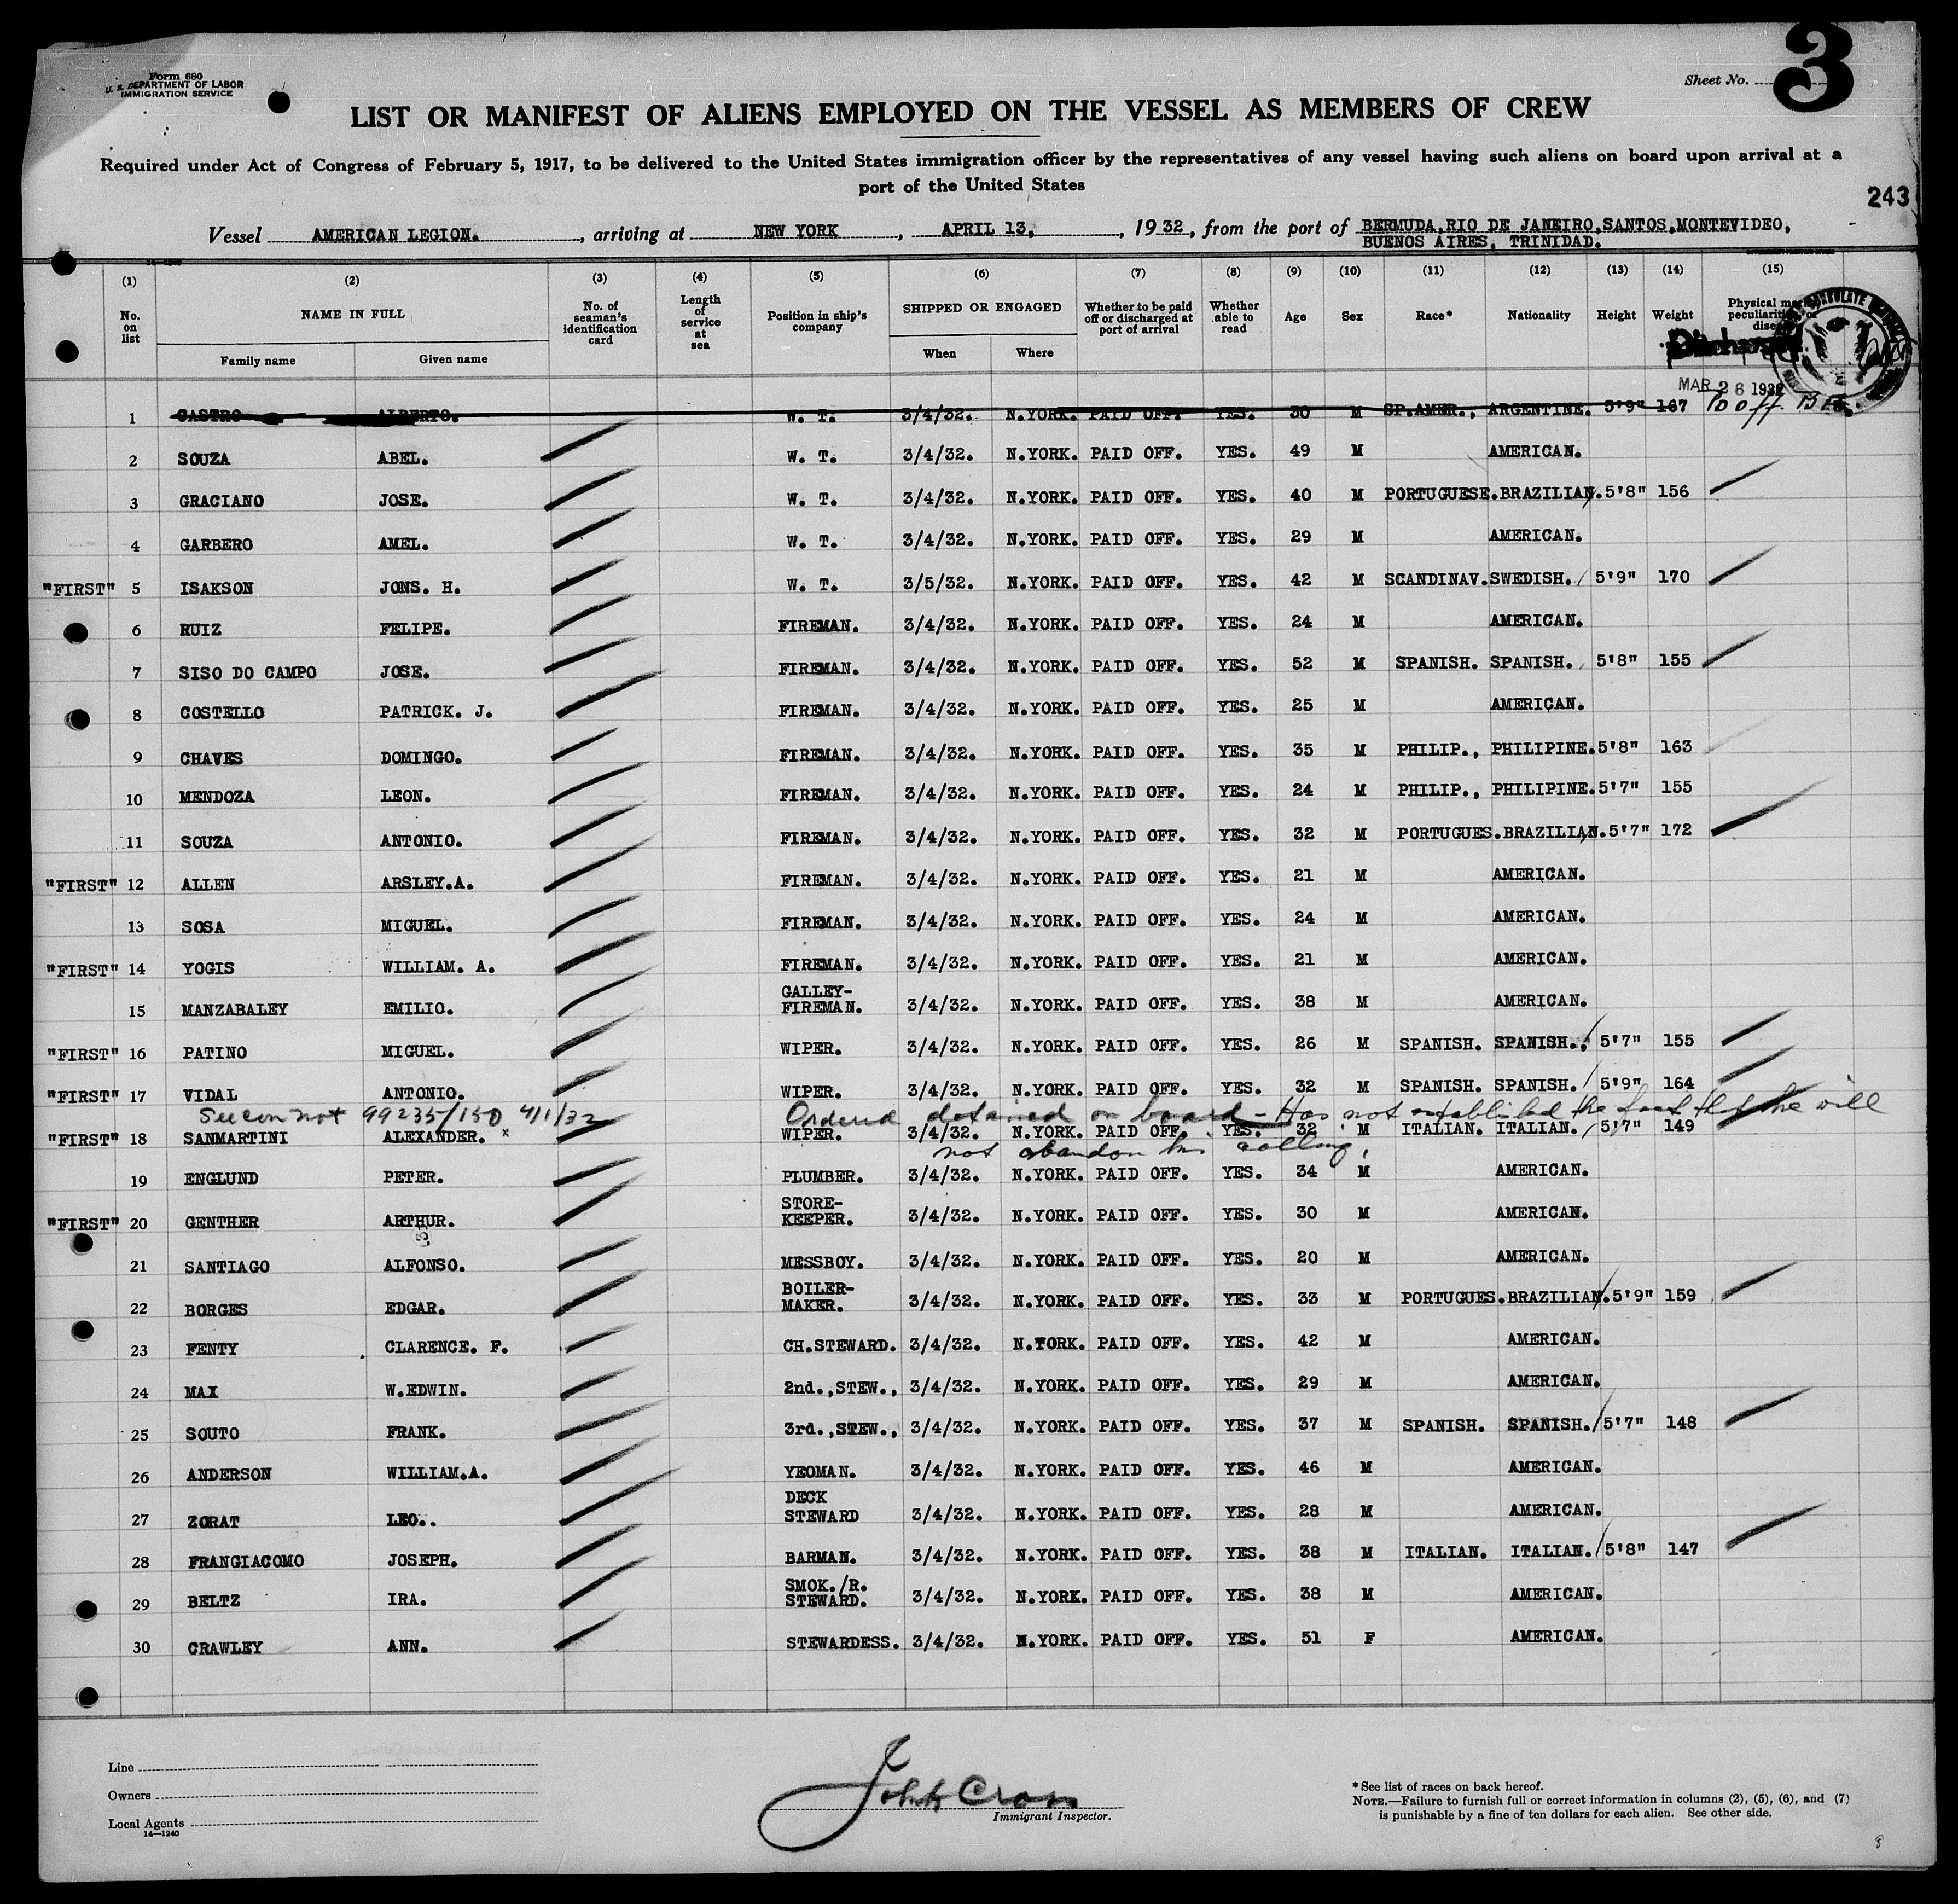 Form 680
U. S. DEPARTMENT OF LABOR
IMMIGRATION SERVICE
Sheet No. 3
LIST OR MANIFEST OF ALIENS EMPLOYED ON THE VESSEL AS MEMBERS OF CREW
Required under Act of Congress of February 5, 1917, to be delivered to the United States immigration officer by the representatives of any vessel having such aliens on board upon arrival at a
port of the United States
243
Vessel AMERICAN LEGION. , arriving at NEW YORK , APRIL 13, , 1932, from the port of BERMUDA,RIO DE JANEIRO,SANTOS,MONTEVIDEO,
BUENOS AIRES, TRINIDAD.
(1) (2) (3) (4) (5) (6) (7) (8) (9) (10) (11) (12) (13) (14) (15)
No. on list NAME IN FULL Family name Given name No. of seaman's identification card Length of service at sea Position in ship's company SHIPPED OR ENGAGED When Where Whether to be paid off or discharged at port of arrival Whether able to read Age Sex Race* Nationality Height Weight Physical
MAR 26 1932
1 CASTRO ALBERTO. W. T. 3/4/32. N.YORK. PAID OFF. YES. 30 M SP.AMER., ARGENTINE. 5'9" 167
2 SOUZA ABEL. W. T. 3/4/32. N.YORK. PAID OFF. YES. 49 M AMERICAN.
3 GRACIANO JOSE. W. T. 3/4/32. N.YORK. PAID OFF. YES. 40 M PORTUGUESE.BRAZILIAN.5'8" 156
4 GARBERO AMEL. W. T. 3/4/32. N.YORK. PAID OFF. YES. 29 M AMERICAN.
"FIRST" 5 ISAKSON JONS. H. W. T. 3/5/32. N.YORK. PAID OFF. YES. 42 M SCANDINAV.SWEDISH. 5'9" 170
6 RUIZ FELIPE. FIREMAN. 3/4/32. N.YORK. PAID OFF. YES. 24 M AMERICAN.
7 SISO DO CAMPO JOSE. FIREMAN. 3/4/32. N.YORK. PAID OFF. YES. 52 M SPANISH. SPANISH. 5'8" 155
8 COSTELLO PATRICK. J. FIREMAN. 3/4/32. N.YORK. PAID OFF. YES. 25 M AMERICAN.
9 CHAVES DOMINGO. FIREMAN. 3/4/32. N.YORK. PAID OFF. YES. 35 M PHILIP., PHILIPINE.5'8" 163
10 MENDOZA LEON. FIREMAN. 3/4/32. N.YORK. PAID OFF. YES. 24 M PHILIP., PHILIPINE.5'7" 155
11 SOUZA ANTONIO. FIREMAN. 3/4/32. N.YORK. PAID OFF. YES. 32 M PORTUGUES.BRAZILIAN.5'7" 172
"FIRST" 12 ALLEN ARSLEY.A. FIREMAN. 3/4/32. N.YORK. PAID OFF. YES. 21 M AMERICAN.
13 SOSA MIGUEL. FIREMAN. 3/4/32. N.YORK. PAID OFF. YES. 24 M AMERICAN.
"FIRST" 14 YOGIS WILLIAM. A. FIREMAN. 3/4/32. N.YORK. PAID OFF. YES. 21 M AMERICAN.
15 MANZABALEY EMILIO. GALLEY-FIREMAN. 3/4/32. N.YORK. PAID OFF. YES. 38 M AMERICAN.
"FIRST" 16 PATINO MIGUEL. WIPER. 3/4/32. N.YORK. PAID OFF. YES. 26 M SPANISH. SPANISH. 5'7" 155
"FIRST" 17 VIDAL ANTONIO. WIPER. 3/4/32. N.YORK. PAID OFF. YES. 32 M SPANISH. SPANISH. 5'9" 164
See con not 99235/150 4/1/32 Ordered detained on board - Has not established the fact that he will
"FIRST" 18 SANMARTINI ALEXANDER. x WIPER. 3/4/32. N.YORK. PAID OFF. YES. 32 M ITALIAN. ITALIAN. 5'7" 149
not abandon his calling.
19 ENGLUND PETER. PLUMBER. 3/4/32. N.YORK. PAID OFF. YES. 34 M AMERICAN.
"FIRST" 20 GENTHER ARTHUR. STORE-KEEPER. 3/4/32. N.YORK. PAID OFF. YES. 30 M AMERICAN.
21 SANTIAGO ALFONSO. MESSBOY. 3/4/32. N.YORK. PAID OFF. YES. 20 M AMERICAN.
22 BORGES EDGAR. BOILER-MAKER. 3/4/32. N.YORK. PAID OFF. YES. 33 M PORTUGUES.BRAZILIAN.5'9" 159
23 FENTY CLARENCE. F. CH.STEWARD. 3/4/32. N.YORK. PAID OFF. YES. 42 M AMERICAN.
24 MAX W.EDWIN. 2nd.,STEW., 3/4/32. N.YORK. PAID OFF. YES. 29 M AMERICAN.
25 SOUTO FRANK. 3rd.,STEW., 3/4/32. N.YORK. PAID OFF. YES. 37 M SPANISH. SPANISH. 5'7" 148
26 ANDERSON WILLIAM.A. YEOMAN. 3/4/32. N.YORK. PAID OFF. YES. 46 M AMERICAN.
27 ZORAT LEO.. DECK STEWARD 3/4/32. N.YORK. PAID OFF. YES. 28 M AMERICAN.
28 FRANGIACOMO JOSEPH. BARMAN. 3/4/32. N.YORK. PAID OFF. YES. 38 M ITALIAN. ITALIAN. 5'8" 147
29 BELTZ IRA. SMOK./R. STEWARD. 3/4/32. N.YORK. PAID OFF. YES. 38 M AMERICAN.
30 CRAWLEY ANN. STEWARDESS. 3/4/32. N.YORK. PAID OFF. YES. 51 F AMERICAN.
Line
Owners
Local Agents
14—1240
John Cron
Immigrant Inspector.
* See list of races on back hereof.
NOTE.—Failure to furnish full or correct information in columns (2), (5), (6), and (7)
is punishable by a fine of ten dollars for each alien. See other side.